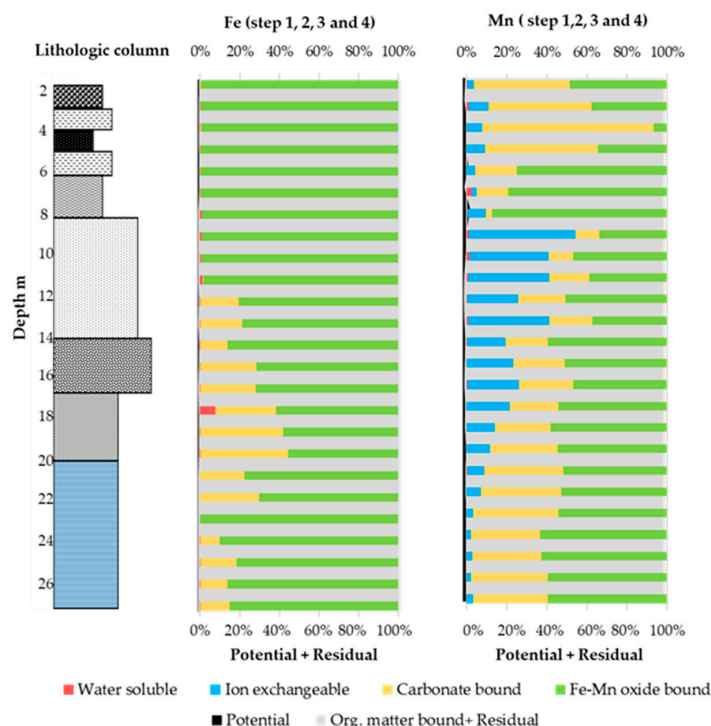 Fe (step 1, 2, 3 and 4)
Mn ( step 1,2, 3 and 4)
Lithologic column
0% 20% 40% 60% 80% 100%
0% 20% 40% 60% 80% 100%
Depth m
2
4
6
8
10
12
14
16
18
20
22
24
26
0% 20% 40% 60% 80% 100%
0% 20% 40% 60% 80% 100%
Potential + Residual
Potential + Residual
Water soluble
Ion exchangeable
Carbonate bound
Fe-Mn oxide bound
Potential
Org. matter bound+ Residual